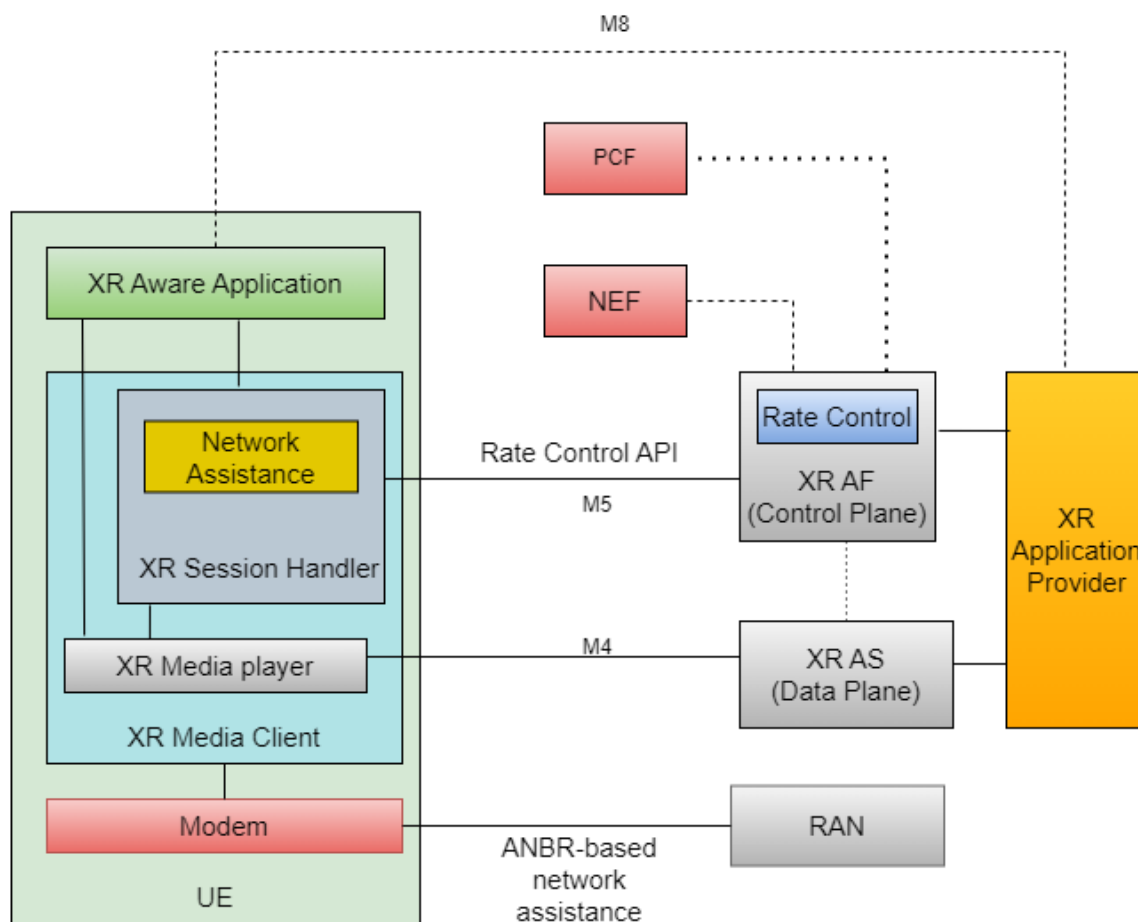 M8
PCF
XR Aware Application
NEF
Network
Assistance
Rate Control API
M5
Rate Control
XR AF
(Control Plane)
XR
Application
Provider
XR Session Handler
XR Media player
M4
XR AS
(Data Plane)
XR Media Client
Modem
RAN
ANBR-based
network
assistance
UE